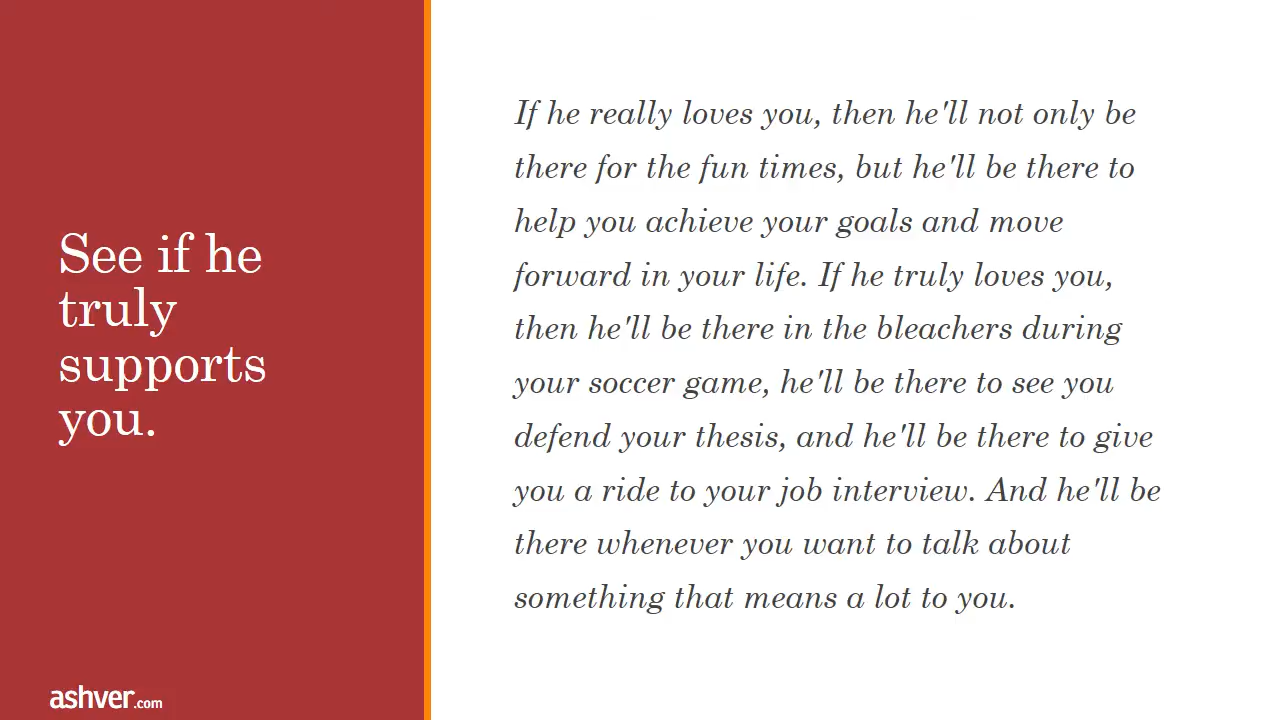 See if he
truly
supports
you.
If he really loves you, then he'll not only be
there for the fun times, but he'll be there to
help you achieve your goals and move
forward in your life. If he truly loves you,
then he'll be there in the bleachers during
your soccer game, he'll be there to see you
defend your thesis, and he'll be there to give
you a ride to your job interview. And he'll be
there whenever you want to talk about
something that means a lot to you.
ashver.com